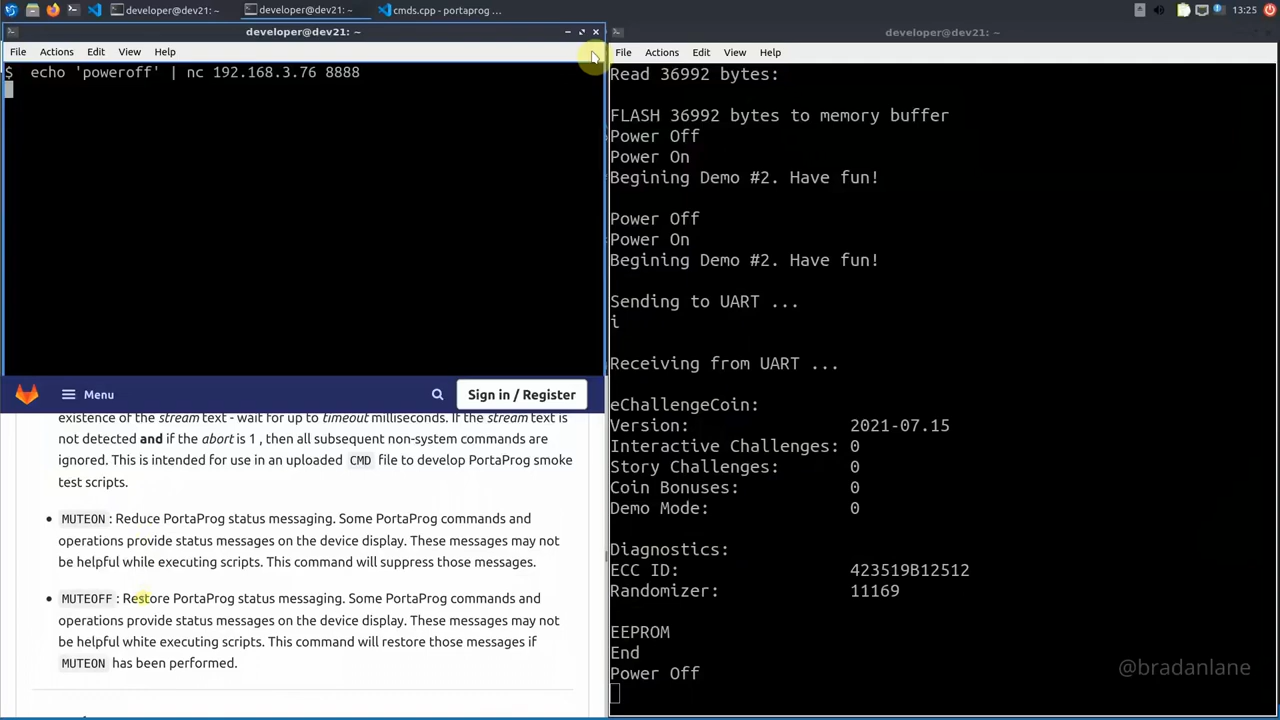 developer@dev21: ~
developer@dev21: ~
cmds.cpp - portaprog ...
13:25
developer@dev21: ~
File Actions Edit View Help
$  echo 'poweroff' | nc 192.168.3.76 8888
Menu
Sign in / Register
existence of the stream text - wait for up to timeout milliseconds. If the stream text is
not detected and if the abort is 1 , then all subsequent non-system commands are
ignored. This is intended for use in an uploaded CMD file to develop PortaProg smoke
test scripts.
• MUTEON : Reduce PortaProg status messaging. Some PortaProg commands and
operations provide status messages on the device display. These messages may not
be helpful while executing scripts. This command will suppress those messages.
• MUTEOFF : Restore PortaProg status messaging. Some PortaProg commands and
operations provide status messages on the device display. These messages may not
be helpful white executing scripts. This command will restore those messages if
MUTEON has been performed.
developer@dev21: ~
File Actions Edit View Help
Read 36992 bytes:
FLASH 36992 bytes to memory buffer
Power Off
Power On
Begining Demo #2. Have fun!
Power Off
Power On
Begining Demo #2. Have fun!
Sending to UART ...
i
Receiving from UART ...
eChallengeCoin:
Version: 2021-07.15
Interactive Challenges: 0
Story Challenges: 0
Coin Bonuses: 0
Demo Mode: 0
Diagnostics:
ECC ID: 423519B12512
Randomizer: 11169
EEPROM
End
Power Off
@bradanlane